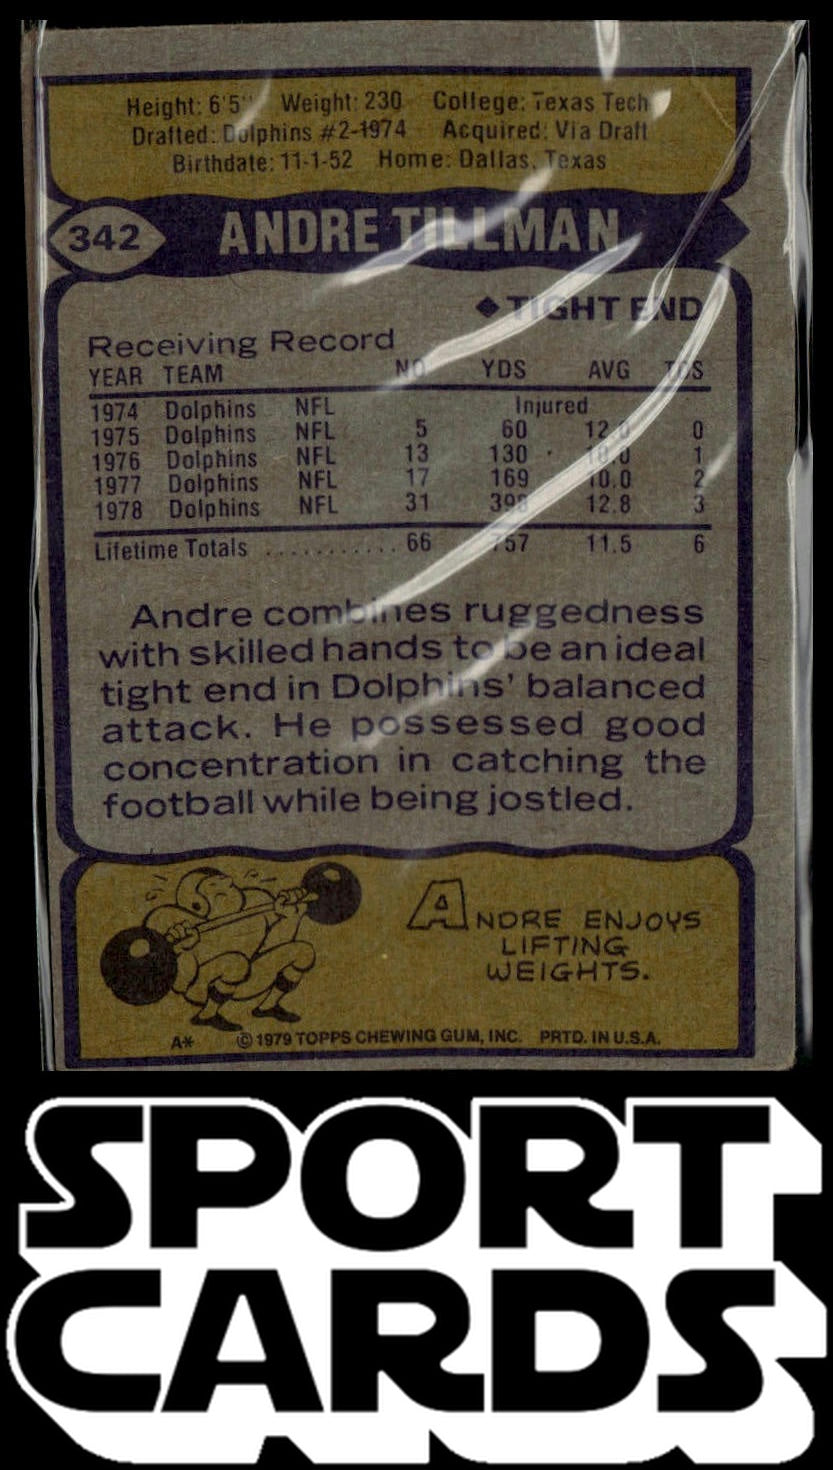 Height: 6'5" Weight: 230 College: Texas Tech
Drafted: Dolphins #2-1974 Acquired: Via Draft
Birthdate: 11-1-52 Home: Dallas, Texas
342 ANDRE TILLMAN
◆ TIGHT END
Receiving Record
YEAR TEAM NO. YDS AVG TDS
1974 Dolphins NFL Injured
1975 Dolphins NFL 5 60 12.0 0
1976 Dolphins NFL 13 130 10.0 1
1977 Dolphins NFL 17 169 10.0 2
1978 Dolphins NFL 31 398 12.8 3
Lifetime Totals ........... 66 757 11.5 6
Andre combines ruggedness
with skilled hands to be an ideal
tight end in Dolphins' balanced
attack. He possessed good
concentration in catching the
football while being jostled.
ANDRE ENJOYS
LIFTING
WEIGHTS.
A* © 1979 TOPPS CHEWING GUM, INC. PRTD. IN U.S.A.
SPORT
CARDS